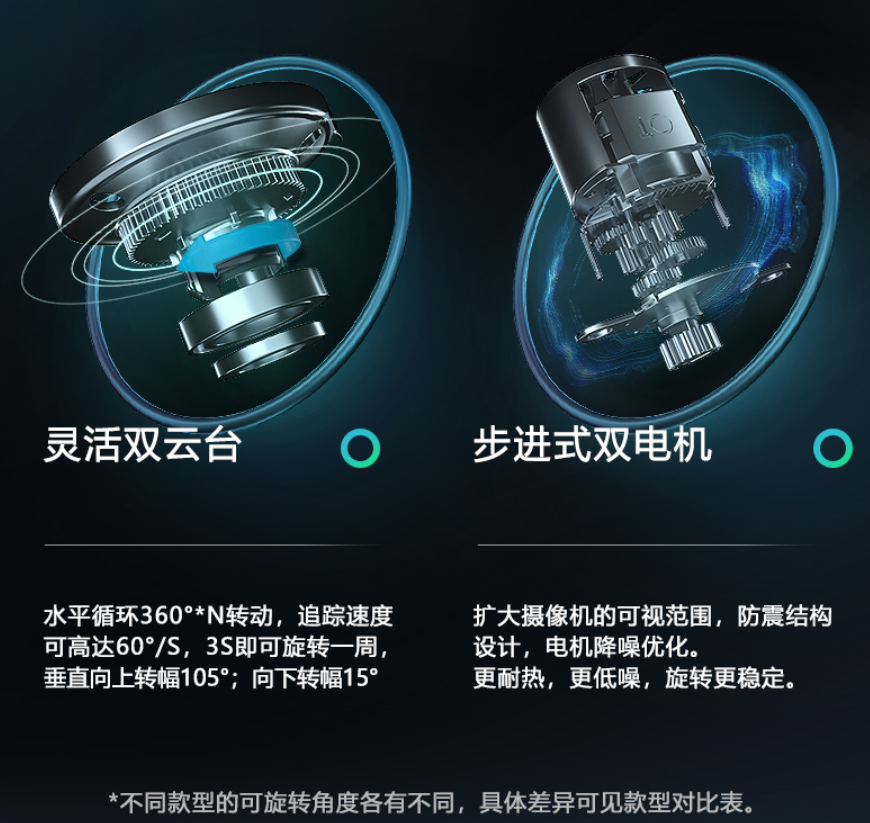 灵活双云台
水平循环360°*N转动，追踪速度
可高达60°/S，3S即可旋转一周，
垂直向上转幅105°；向下转幅15°
步进式双电机
扩大摄像机的可视范围，防震结构
设计，电机降噪优化。
更耐热，更低噪，旋转更稳定。
*不同款型的可旋转角度各有不同，具体差异可见款型对比表。